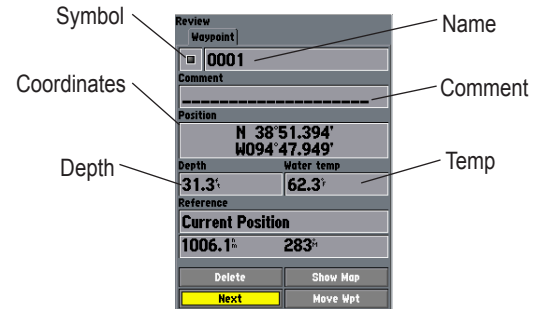 Symbol
Name
Coordinates
Comment
Depth
Temp
Review
Waypoint
0001
Comment
____________________
Position
N 38°51.394'
W094°47.949'
Depth Water temp
31.3 62.3
Reference
Current Position
1006.1 283
Delete Show Map
Next Move Wpt